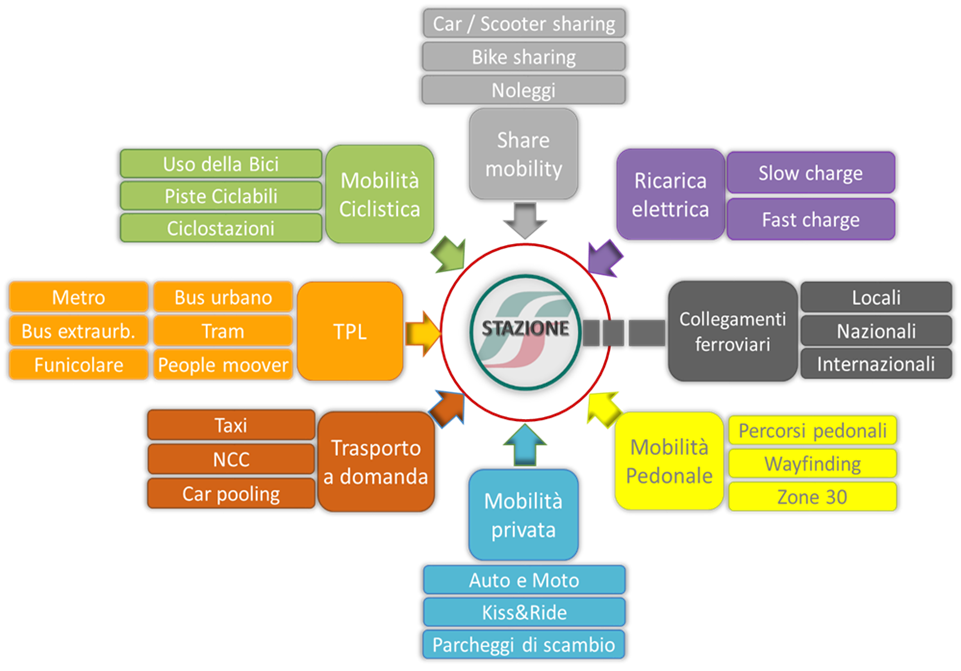 Car / Scooter sharing
Bike sharing
Noleggi
Share
mobility
Uso della Bici
Piste Ciclabili
Ciclostazioni
Mobilità
Ciclistica
Ricarica
elettrica
Slow charge
Fast charge
Metro
Bus urbano
Bus extraurb.
Tram
Funicolare
People moover
TPL
STAZIONE
Collegamenti
ferroviari
Locali
Nazionali
Internazionali
Taxi
NCC
Car pooling
Trasporto
a domanda
Mobilità
Pedonale
Percorsi pedonali
Wayfinding
Zone 30
Mobilità
privata
Auto e Moto
Kiss&Ride
Parcheggi di scambio